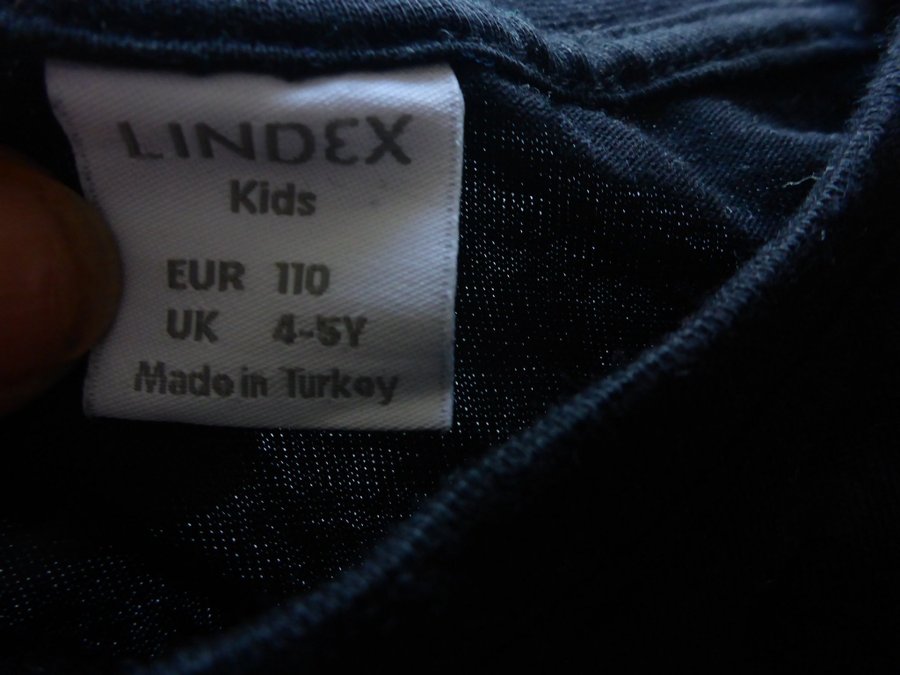 LINDEX
Kids
EUR 110
UK 4-5Y
Made in Turkey